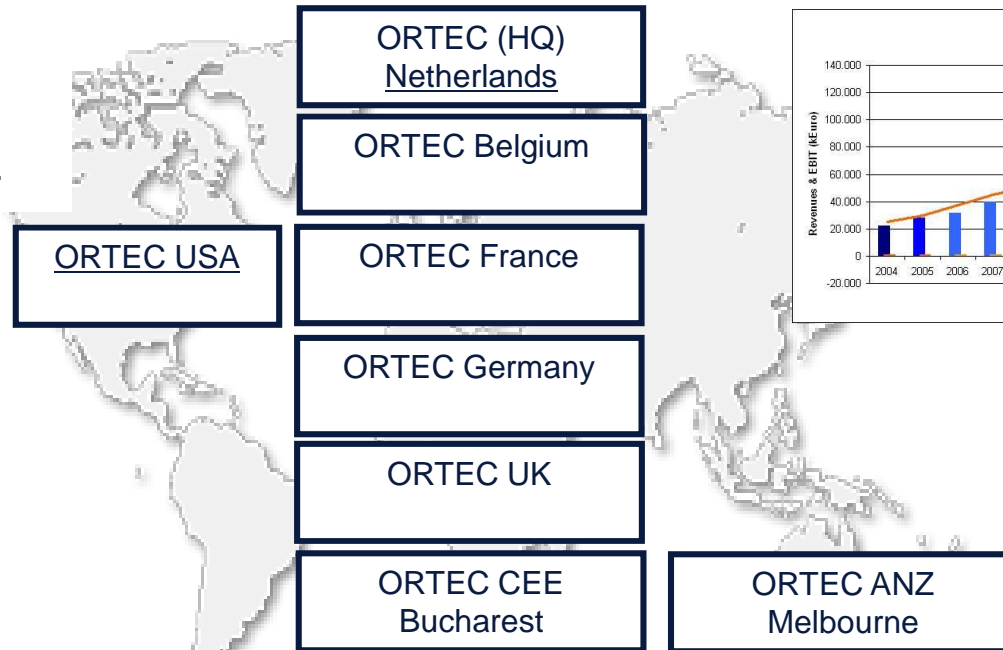 ORTEC (HQ)
Netherlands
ORTEC Belgium
ORTEC USA
ORTEC France
ORTEC Germany
ORTEC UK
ORTEC CEE
Bucharest
ORTEC ANZ
Melbourne
Revenues & EBIT (kEuro)
140.000
120.000
100.000
80.000
60.000
40.000
20.000
0
-20.000
2004 2005 2006 2007